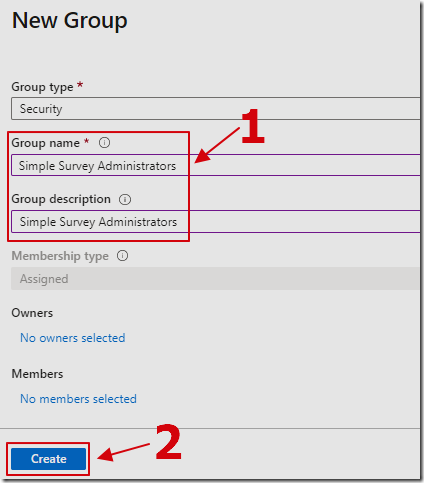 New Group
Group type *
Security
Group name *
1
Simple Survey Administrators
Group description
Simple Survey Administrators
Membership type
Assigned
Owners
No owners selected
Members
No members selected
Create
2